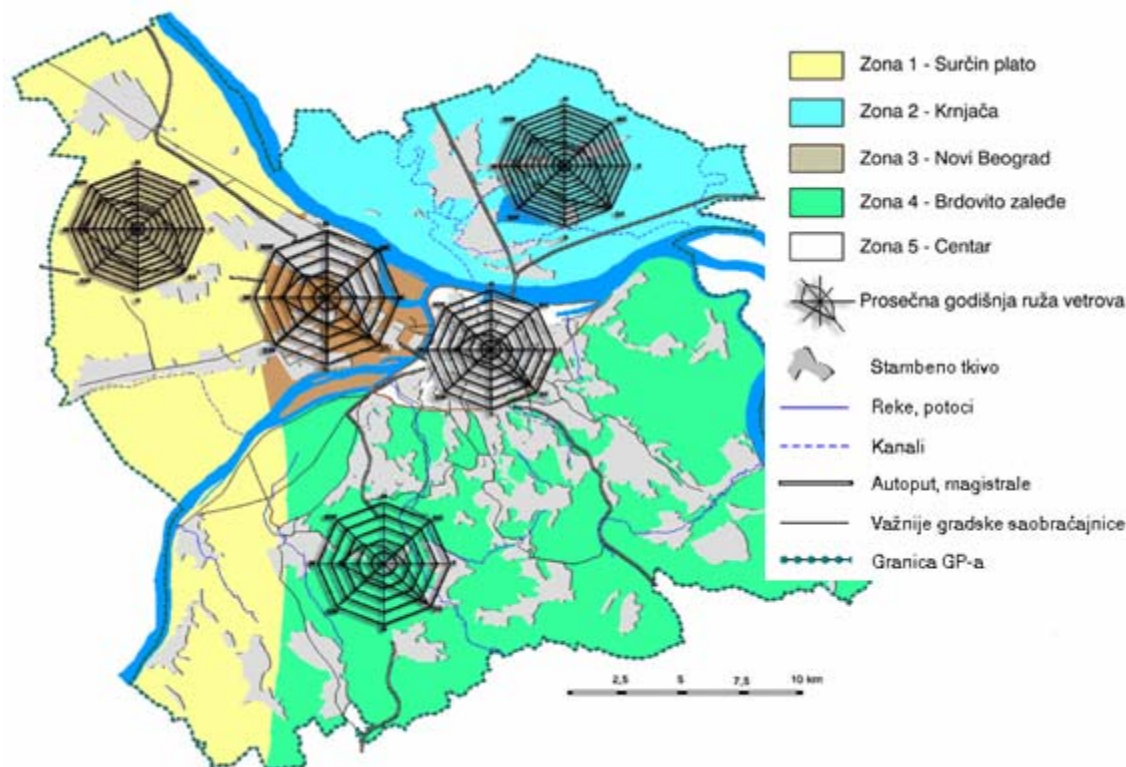 Zona 1 - Surčin plato
Zona 2 - Krnjača
Zona 3 - Novi Beograd
Zona 4 - Brdovito zaleđe
Zona 5 - Centar
Prosečna godišnja ruža vetrova
Stambeno tkivo
Reke, potoci
Kanali
Autoput, magistrale
Važnije gradske saobraćajnice
Granica GP-a
2,5 5 7,5 10 km